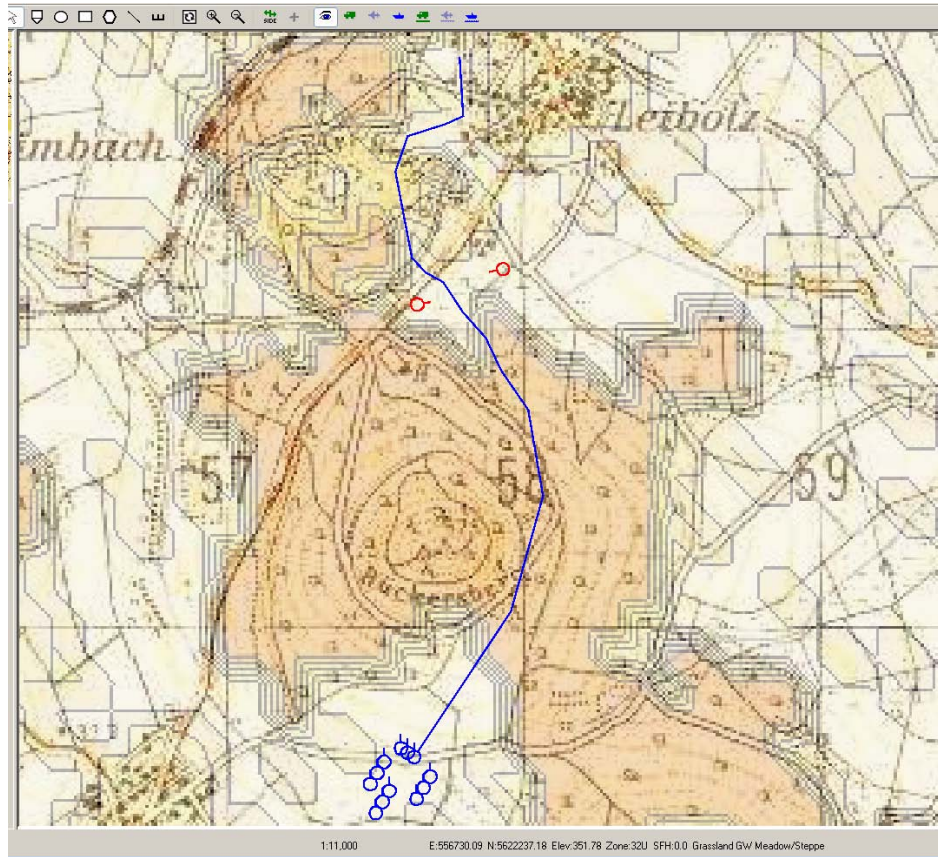 SIDE
Leibolz
imbach
57
58
59
1:11,000 E:556730.09 N:5622237.18 Elev:351.78 Zone:32U SFH:0.0 Grassland GW Meadow/Steppe